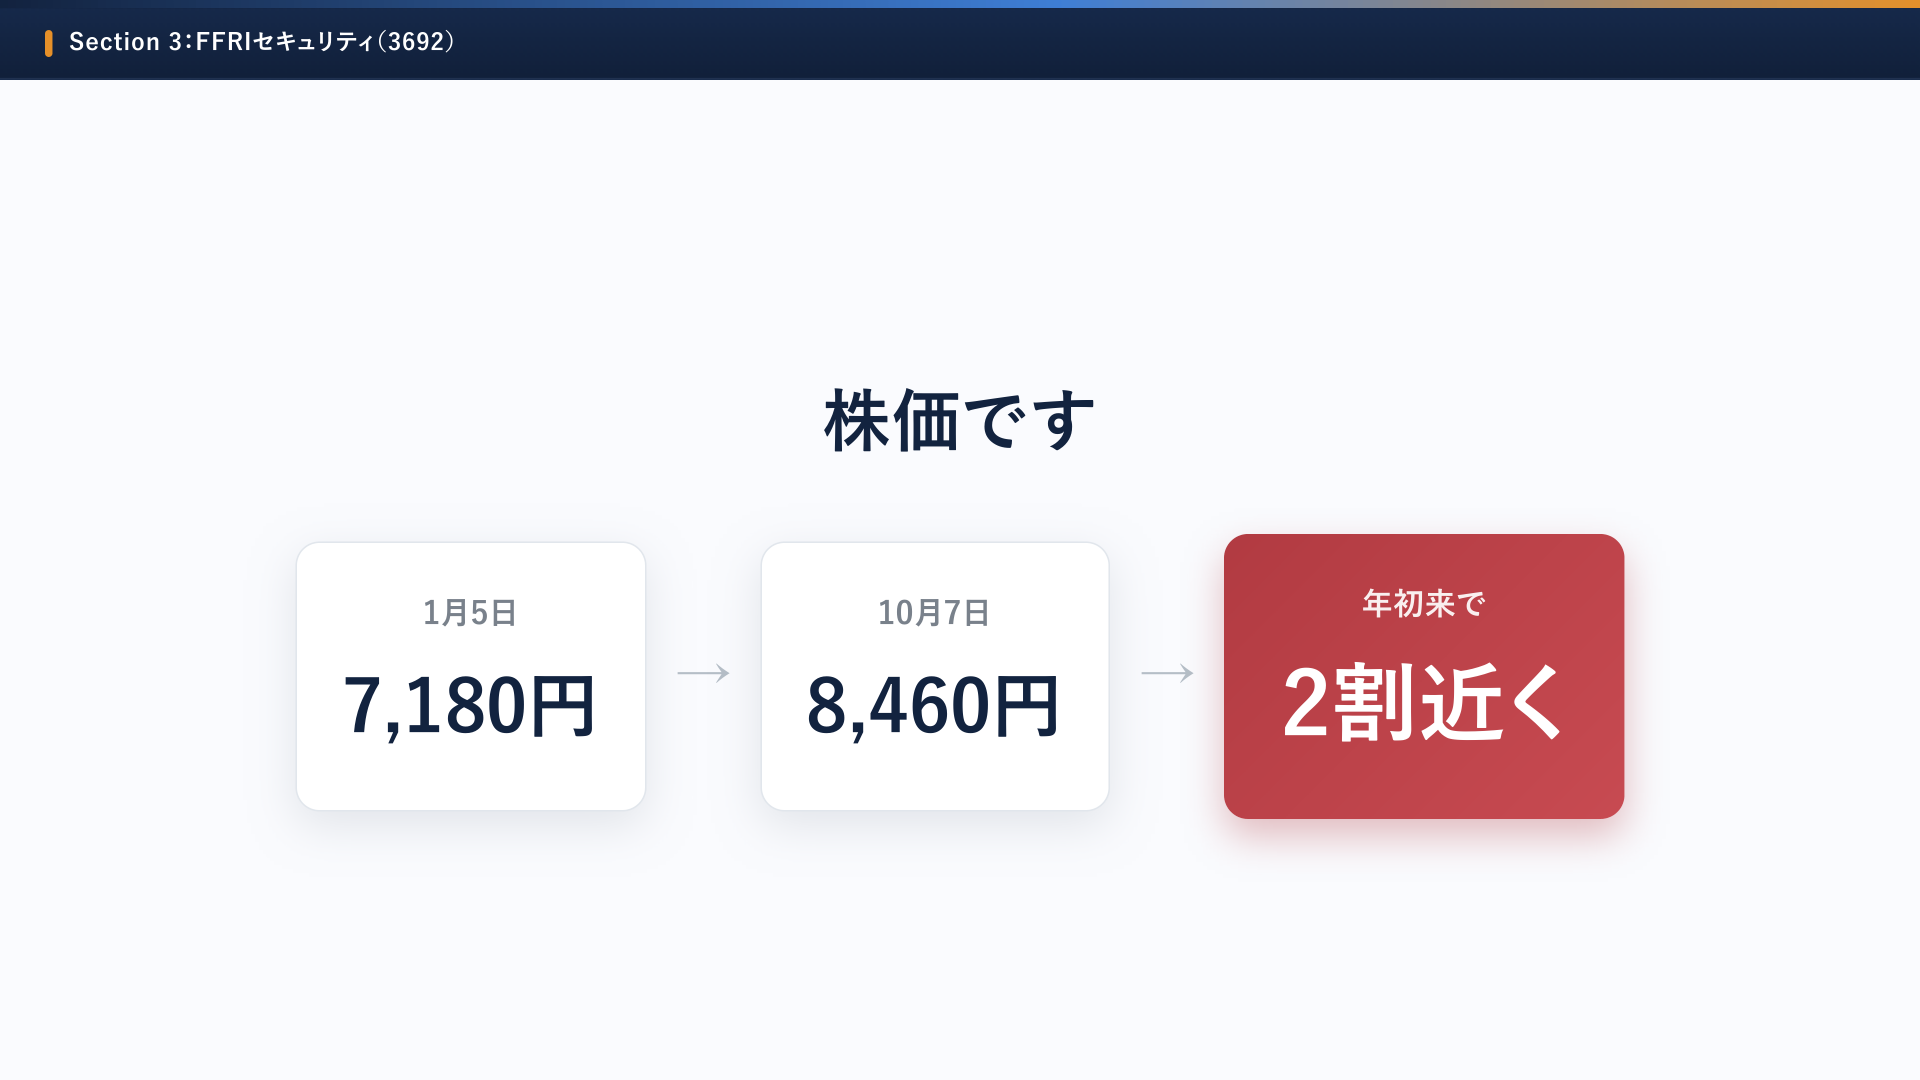 Section 3：FFRIセキュリティ（3692）
株価です
1月5日
7,180円
→
10月7日
8,460円
→
年初来で
2割近く